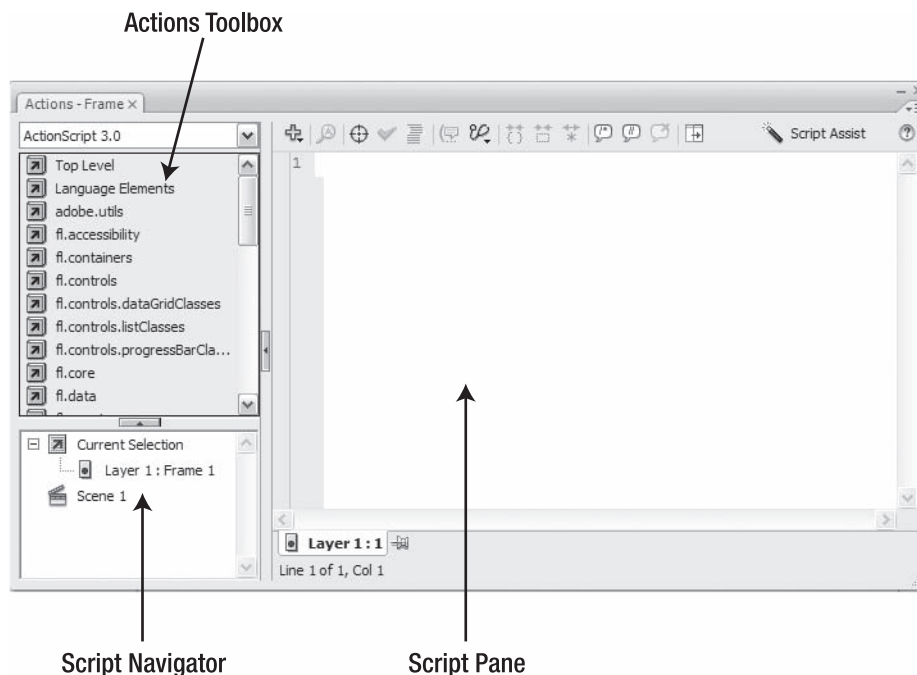 Actions Toolbox
Actions - Frame ×
ActionScript 3.0
Script Assist
Top Level
Language Elements
adobe.utils
fl.accessibility
fl.containers
fl.controls
fl.controls.dataGridClasses
fl.controls.listClasses
fl.controls.progressBarCla...
fl.core
fl.data
1
Current Selection
Layer 1 : Frame 1
Scene 1
Layer 1 : 1
Line 1 of 1, Col 1
Script Navigator
Script Pane